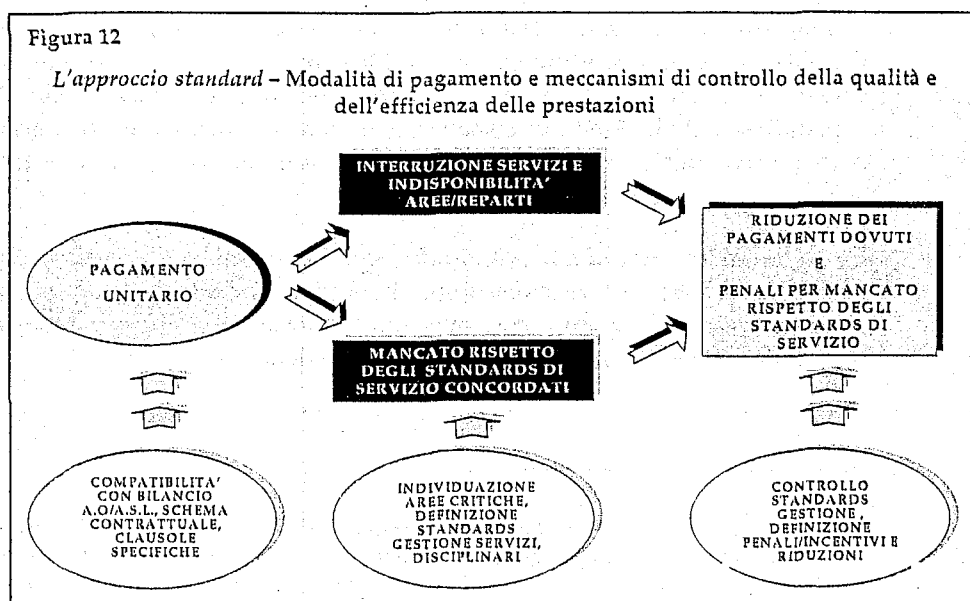 Figura 12
L'approccio standard – Modalità di pagamento e meccanismi di controllo della qualità e
dell'efficienza delle prestazioni
INTERRUZIONE SERVIZI E
INDISPONIBILITA'
AREE/REPARTI
PAGAMENTO
UNITARIO
MANCATO RISPETTO
DEGLI STANDARDS DI
SERVIZIO CONCORDATI
RIDUZIONE DEI
PAGAMENTI DOVUTI
E
PENALI PER MANCATO
RISPETTO DEGLI
STANDARDS DI
SERVIZIO
COMPATIBILITA'
CON BILANCIO
A.O/A.S.L., SCHEMA
CONTRATTUALE,
CLAUSOLE
SPECIFICHE
INDIVIDUAZIONE
AREE CRITICHE,
DEFINIZIONE
STANDARDS
GESTIONE SERVIZI,
DISCIPLINARI
CONTROLLO
STANDARDS
GESTIONE,
DEFINIZIONE
PENALI/INCENTIVI E
RIDUZIONI